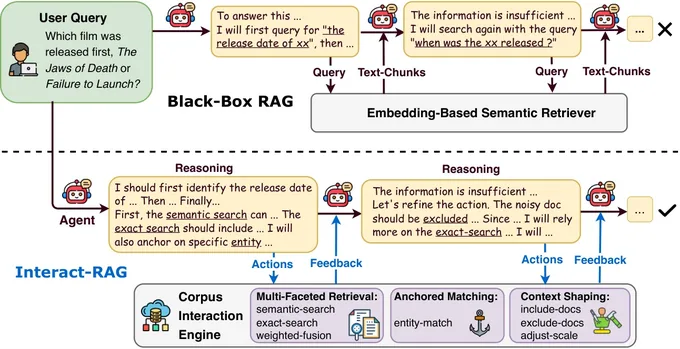 User Query
Which film was
released first, The
Jaws of Death or
Failure to Launch?
To answer this ...
I will first query for "the
release date of xx", then ...
The information is insufficient ...
I will search again with the query
"when was the xx released ?"
...
Query
Text-Chunks
Query
Text-Chunks
Black-Box RAG
Embedding-Based Semantic Retriever
Reasoning
Reasoning
Agent
I should first identify the release date
of ... Then ... Finally...
First, the semantic search can ... The
exact search should include ... I will
also anchor on specific entity ...
The information is insufficient ...
Let's refine the action. The noisy doc
should be excluded ... Since ... I will rely
more on the exact-search ... I will ...
...
Interact-RAG
Actions
Feedback
Actions
Feedback
Corpus
Interaction
Engine
Multi-Faceted Retrieval:
semantic-search
exact-search
weighted-fusion
Anchored Matching:
entity-match
Context Shaping:
include-docs
exclude-docs
adjust-scale